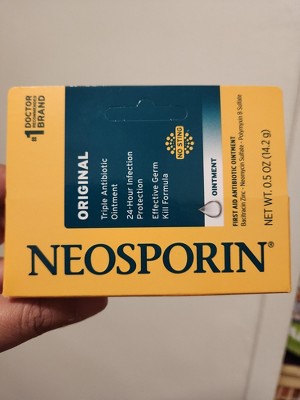 #1 DOCTOR
RECOMMENDED
BRAND
ORIGINAL
Triple Antibiotic
Ointment
24-Hour Infection
Protection
Effective Germ
Kill Formula
NO STING
OINTMENT
FIRST AID ANTIBIOTIC OINTMENT
Bacitracin Zinc • Neomycin Sulfate • Polymyxin B Sulfate
NET WT. 0.5 OZ (14.2 g)
NEOSPORIN®